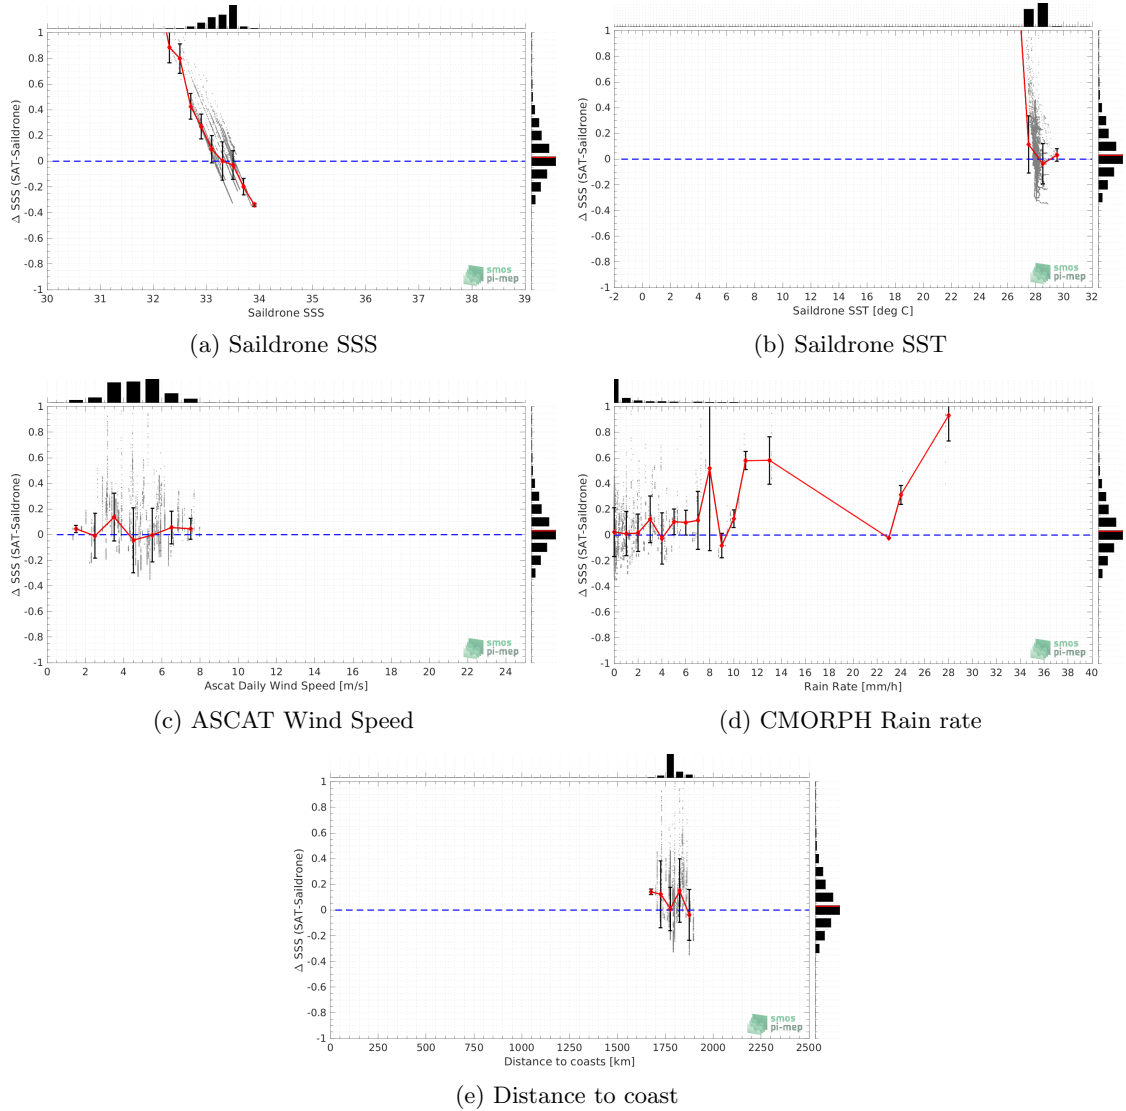 1
0.8
0.6
0.4
0.2
0
-0.2
-0.4
-0.6
-0.8
-1
Δ SSS (SAT-Saildrone)
smos
pi-mep
30 31 32 33 34 35 36 37 38 39
Saildrone SSS
(a) Saildrone SSS
1
0.8
0.6
0.4
0.2
0
-0.2
-0.4
-0.6
-0.8
-1
Δ SSS (SAT-Saildrone)
smos
pi-mep
-2 0 2 4 6 8 10 12 14 16 18 20 22 24 26 28 30 32
Saildrone SST [deg C]
(b) Saildrone SST
1
0.8
0.6
0.4
0.2
0
-0.2
-0.4
-0.6
-0.8
-1
Δ SSS (SAT-Saildrone)
smos
pi-mep
0 2 4 6 8 10 12 14 16 18 20 22 24
Ascat Daily Wind Speed [m/s]
(c) ASCAT Wind Speed
1
0.8
0.6
0.4
0.2
0
-0.2
-0.4
-0.6
-0.8
-1
Δ SSS (SAT-Saildrone)
smos
pi-mep
0 2 4 6 8 10 12 14 16 18 20 22 24 26 28 30 32 34 36 38 40
Rain Rate [mm/h]
(d) CMORPH Rain rate
1
0.8
0.6
0.4
0.2
0
-0.2
-0.4
-0.6
-0.8
-1
Δ SSS (SAT-Saildrone)
smos
pi-mep
0 250 500 750 1000 1250 1500 1750 2000 2250 2500
Distance to coasts [km]
(e) Distance to coast